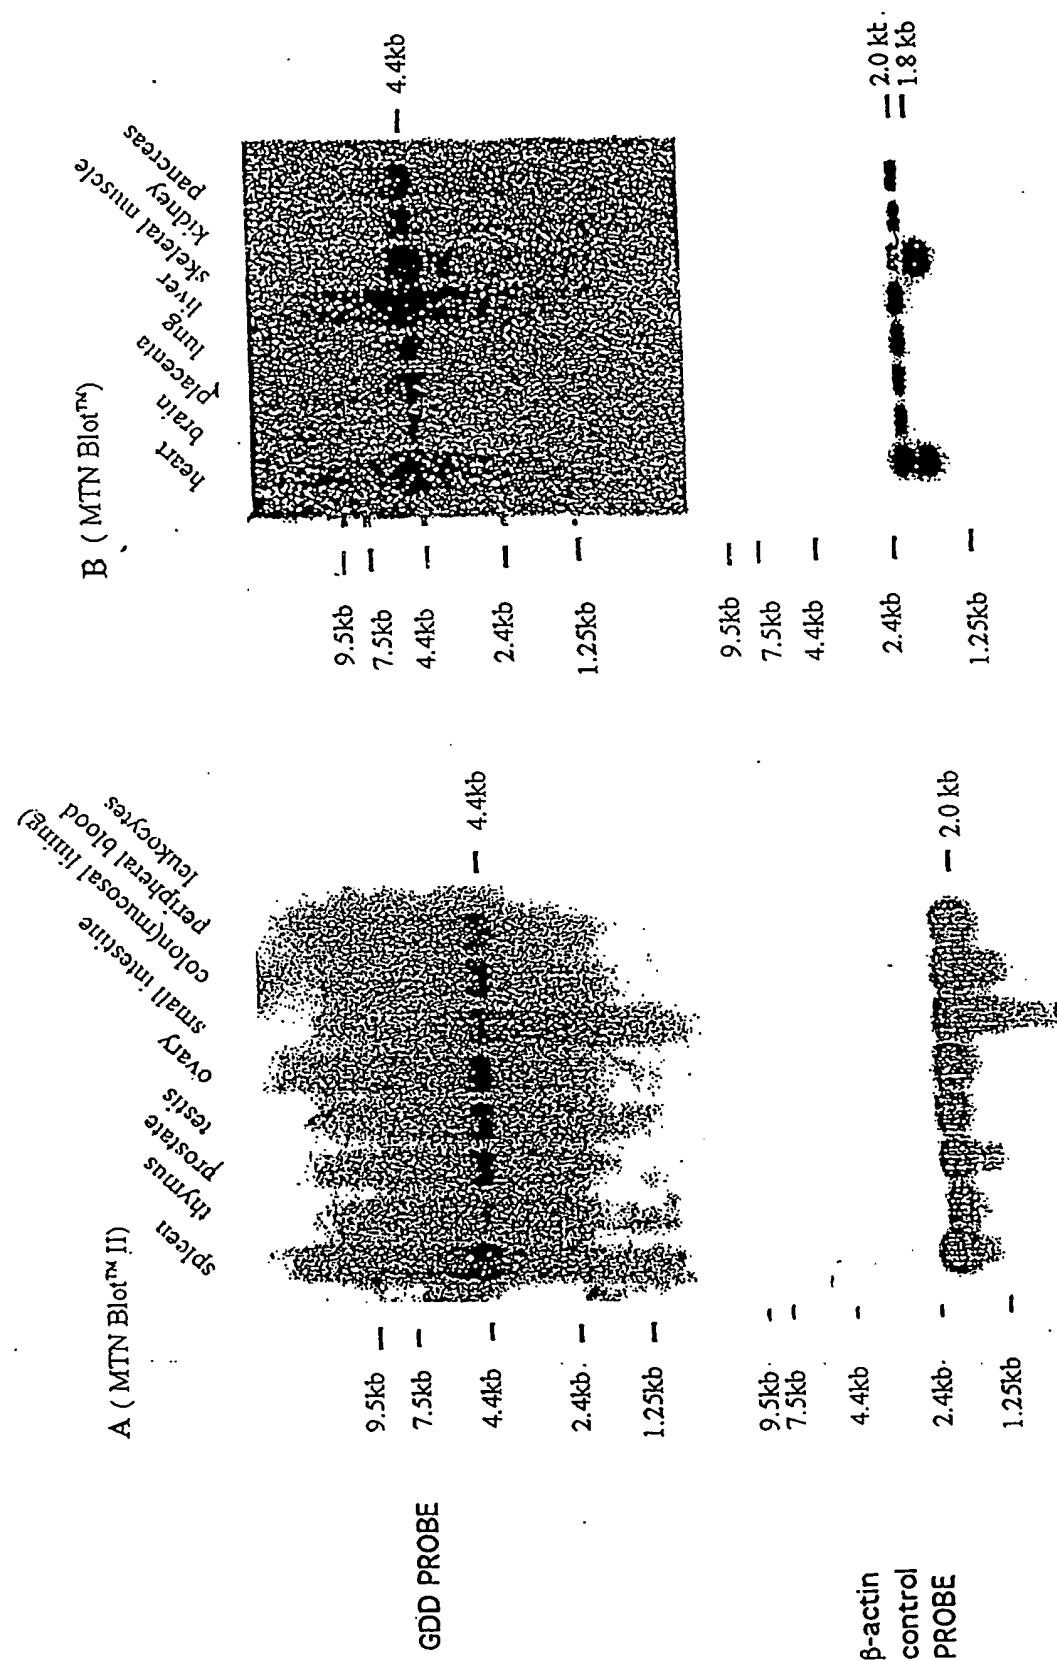 A ( MTN Blot™ II)
spleen
thymus
prostate
testis
ovary
small intestine
colon(mucosal lining)
peripheral blood
leukocytes
GDD PROBE
9.5kb
7.5kb
4.4kb
2.4kb.
1.25kb
4.4kb
β-actin
control
PROBE
9.5kb.
7.5kb
4.4kb
2.4kb.
1.25kb
2.0 kb
B ( MTN Blot™)
heart
brain
placenta
lung
liver
skeletal muscle
kidney
pancreas
9.5kb
7.5kb
4.4kb
2.4kb
1.25kb
4.4kb
9.5kb
7.5kb
4.4kb
2.4kb
1.25kb
2.0 kt.
1.8 kb